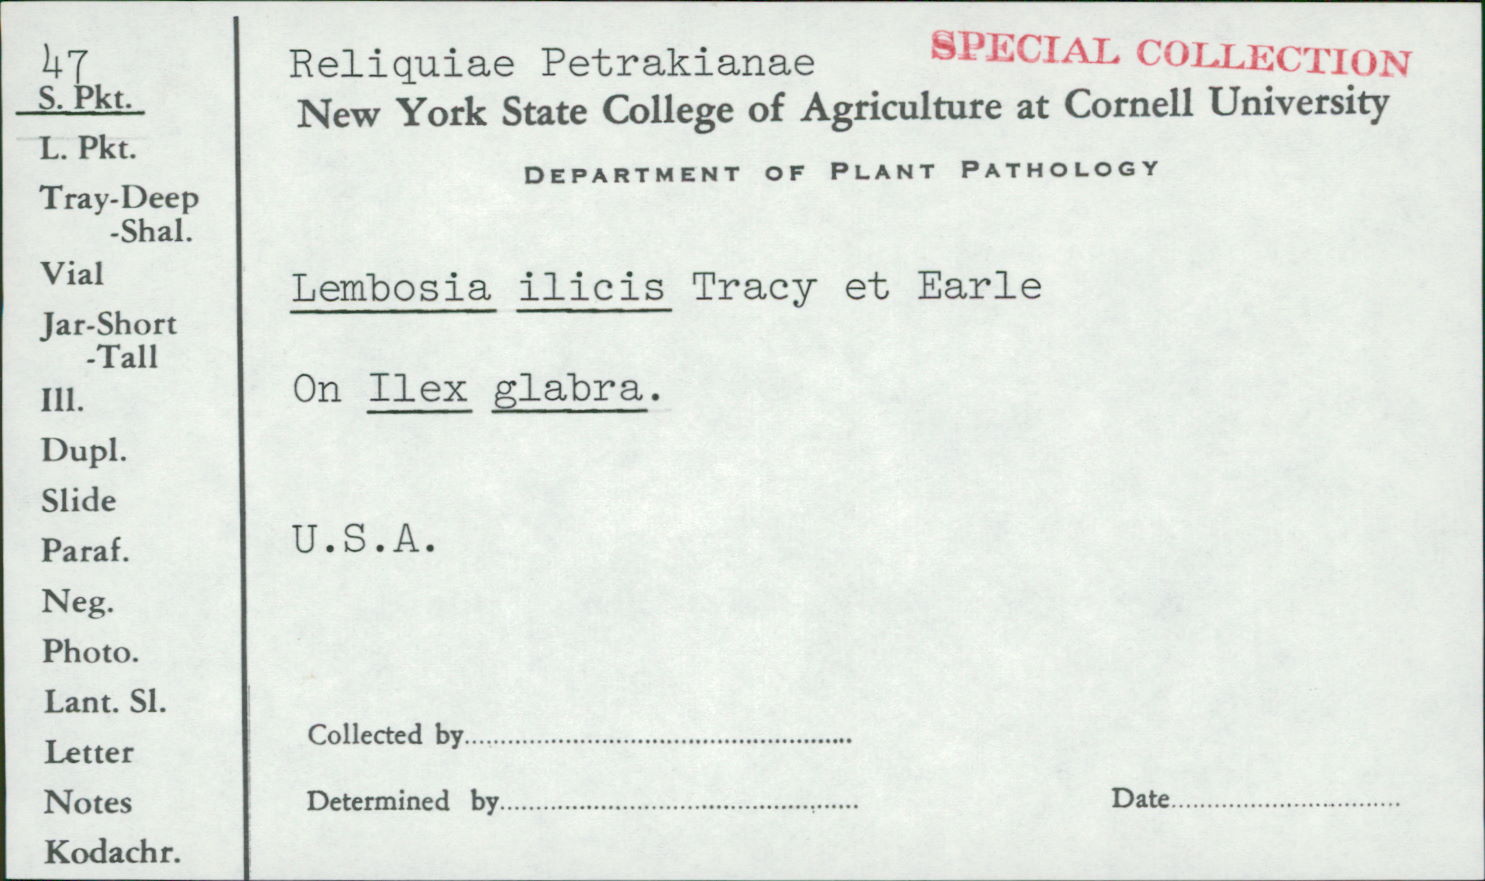 47
S. Pkt.
L. Pkt.
Tray-Deep
-Shal.
Vial
Jar-Short
-Tall
Ill.
Dupl.
Slide
Paraf.
Neg.
Photo.
Lant. Sl.
Letter
Notes
Kodachr.
Reliquiae Petrakianae
SPECIAL COLLECTION
New York State College of Agriculture at Cornell University
DEPARTMENT OF PLANT PATHOLOGY
Lembosia ilicis Tracy et Earle
On Ilex glabra.
U.S.A.
Collected by
Determined by
Date